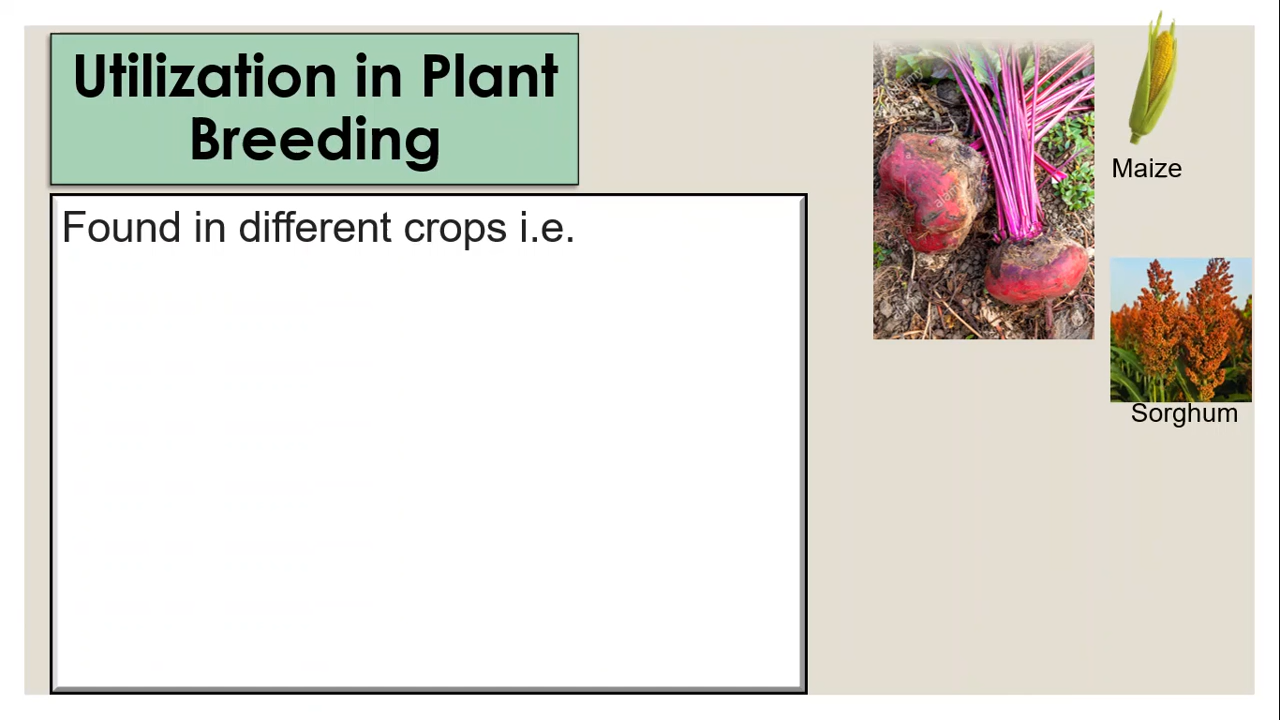 Utilization in Plant
Breeding
Found in different crops i.e.
Maize
Sorghum